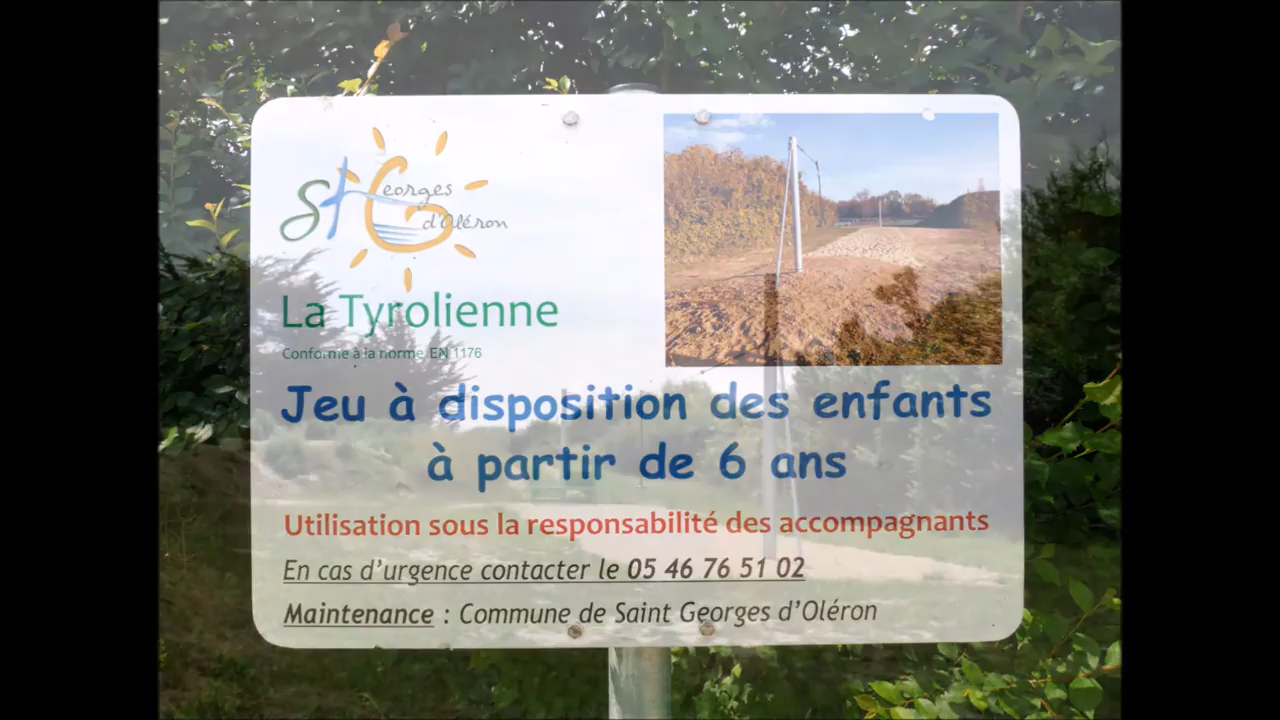 St Georges
d'Oléron
La Tyrolienne
Conforme à la norme EN 1176
Jeu à disposition des enfants
à partir de 6 ans
Utilisation sous la responsabilité des accompagnants
En cas d'urgence contacter le 05 46 76 51 02
Maintenance : Commune de Saint Georges d'Oléron